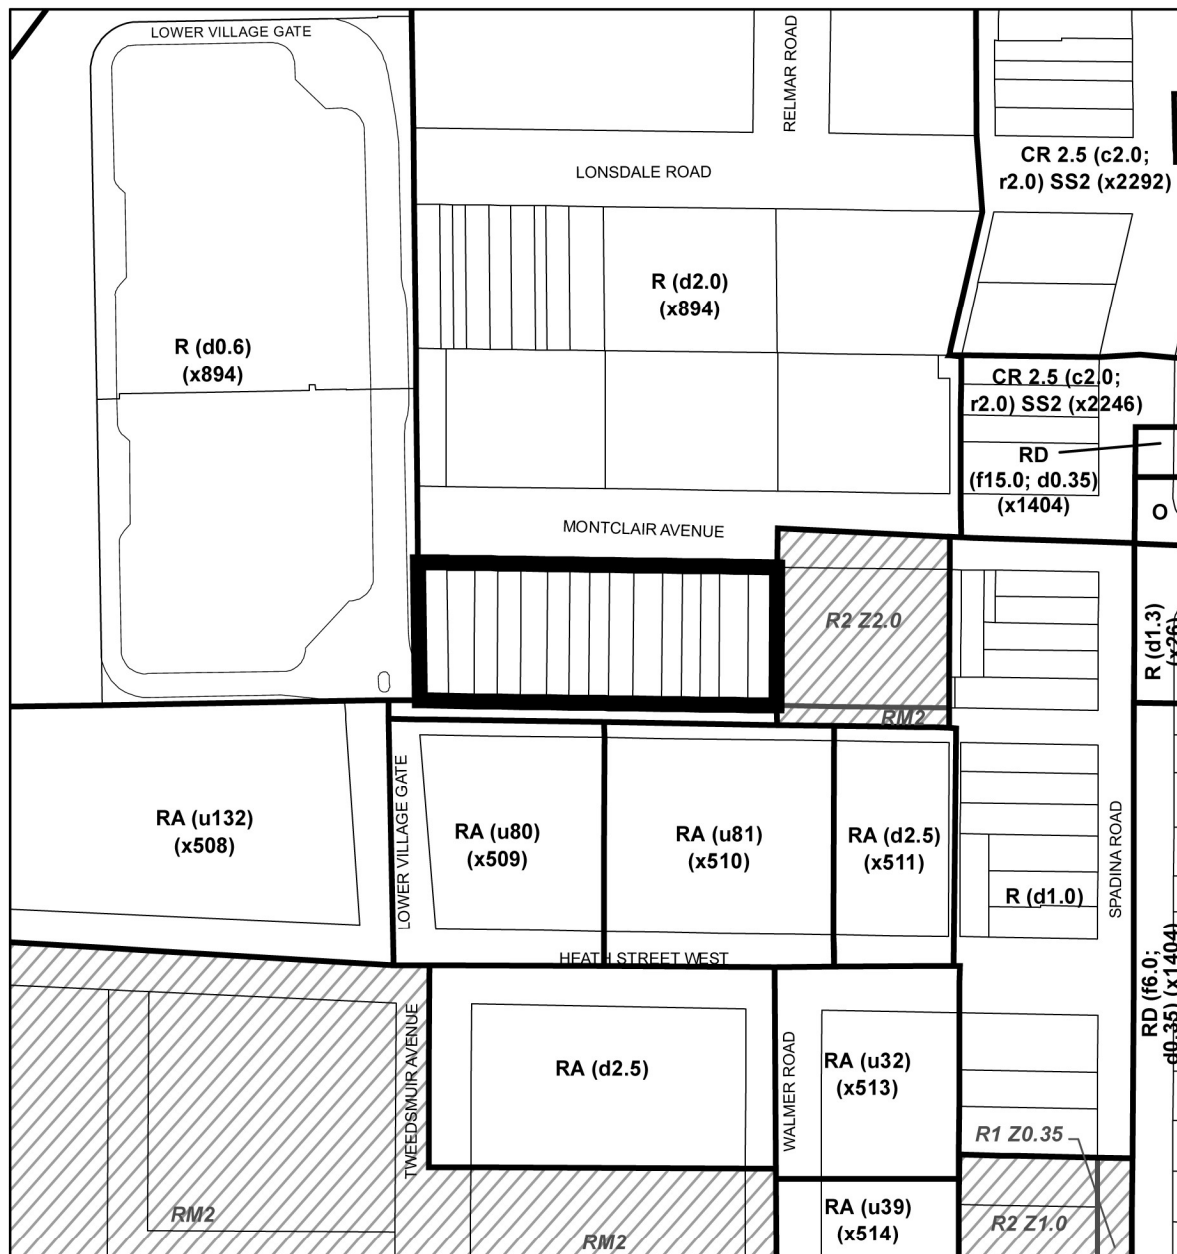 LOWER VILLAGE GATE
RELMAR ROAD
CR 2.5 (c2.0;
r2.0) SS2 (x2292)
LONSDALE ROAD
R (d2.0)
(x894)
R (d0.6)
(x894)
CR 2.5 (c2.0;
r2.0) SS2 (x2246)
RD
(f15.0; d0.35)
(x1404)
O
MONTCLAIR AVENUE
R2 Z2.0
R (d1.3)
(x26)
RM2
RA (u132)
(x508)
LOWER VILLAGE GATE
RA (u80)
(x509)
RA (u81)
(x510)
RA (d2.5)
(x511)
SPADINA ROAD
R (d1.0)
HEATH STREET WEST
RD (f6.0;
d0.35) (x1404)
TWEEDSMUIR AVENUE
RA (d2.5)
WALMER ROAD
RA (u32)
(x513)
R1 Z0.35
RM2
RM2
RA (u39)
(x514)
R2 Z1.0